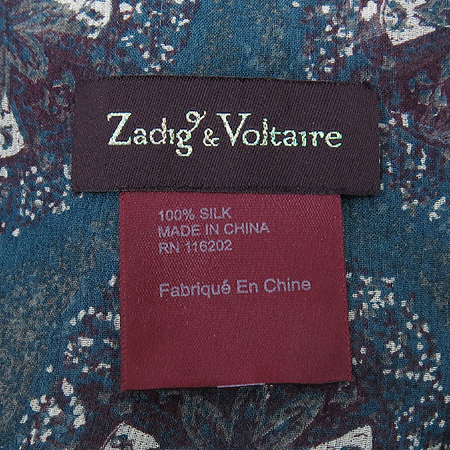 Zadig & Voltaire
100% SILK
MADE IN CHINA
RN 116202
Fabriqué En Chine